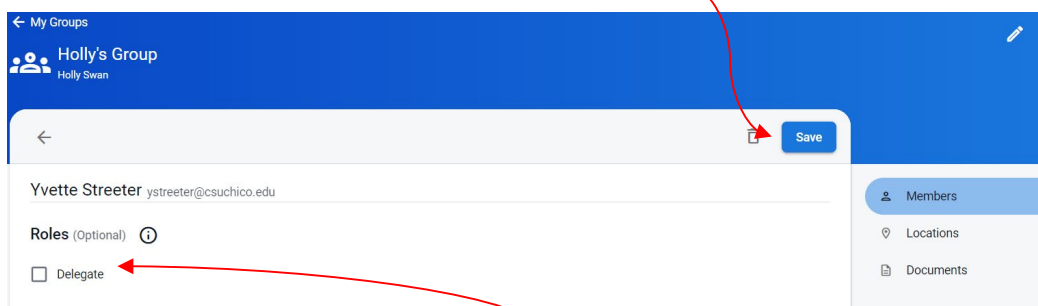 My Groups
Holly's Group
Holly Swan
Save
Yvette Streeter ystreeter@csuchico.edu
Members
Roles (Optional)
Locations
Delegate
Documents